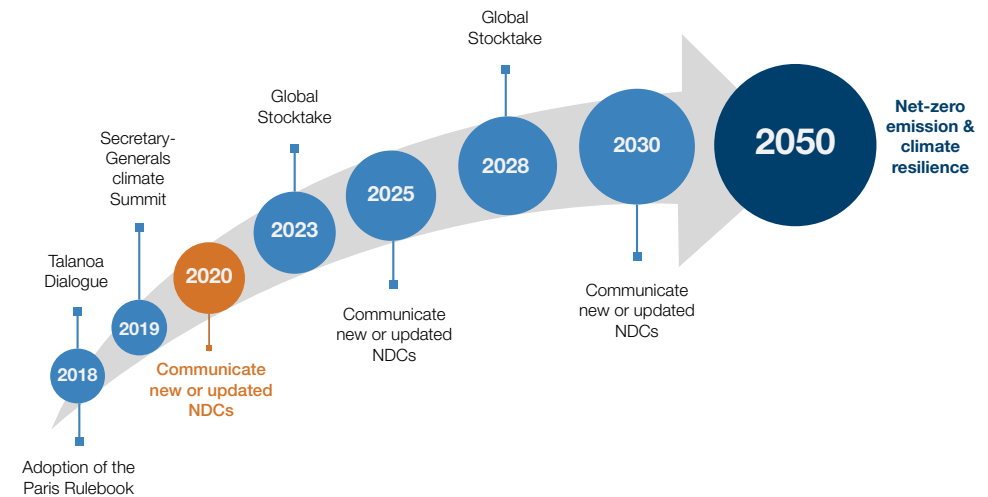 Talanoa
Dialogue
2018
Adoption of the
Paris Rulebook
Secretary-
Generals
climate
Summit
2019
2020
Communicate
new or updated
NDCs
Global
Stocktake
2023
2025
Communicate
new or updated
NDCs
Global
Stocktake
2028
2030
Communicate
new or updated
NDCs
2050
Net-zero
emission &
climate
resilience